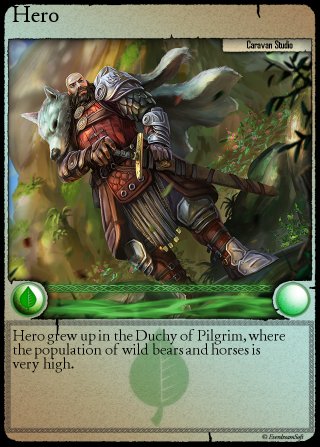 Hero
Caravan Studio
Hero grew up in the Duchy of Pilgrim, where
the population of wild bears and horses is
very high.
© EverdreamSoft